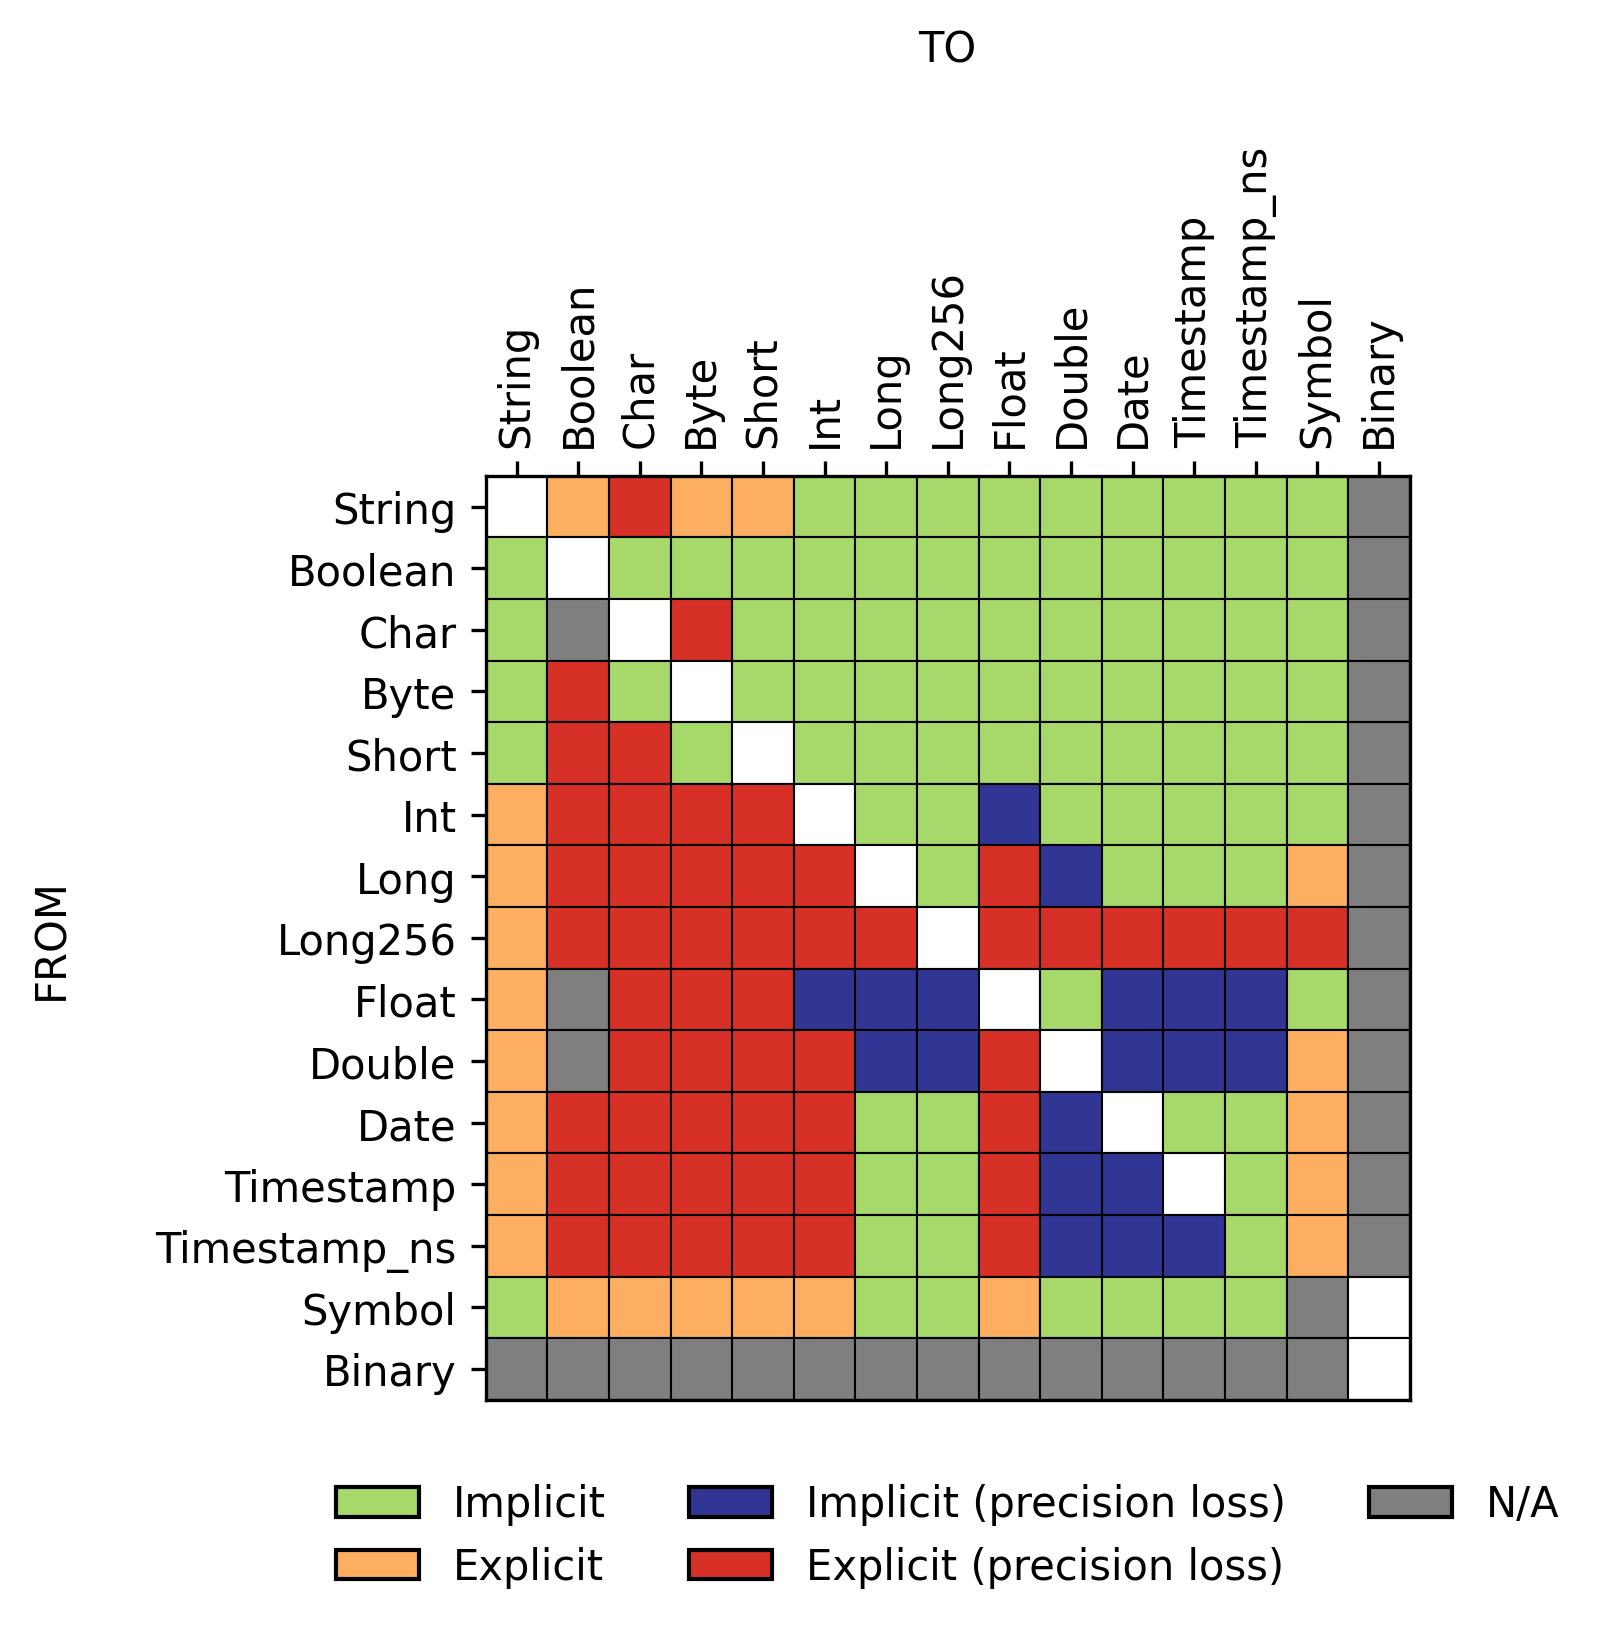 TO
String
Boolean
Char
Byte
Short
Int
Long
Long256
Float
Double
Date
Timestamp
Timestamp_ns
Symbol
Binary
FROM
String
Boolean
Char
Byte
Short
Int
Long
Long256
Float
Double
Date
Timestamp
Timestamp_ns
Symbol
Binary
Implicit
Explicit
Implicit (precision loss)
Explicit (precision loss)
N/A